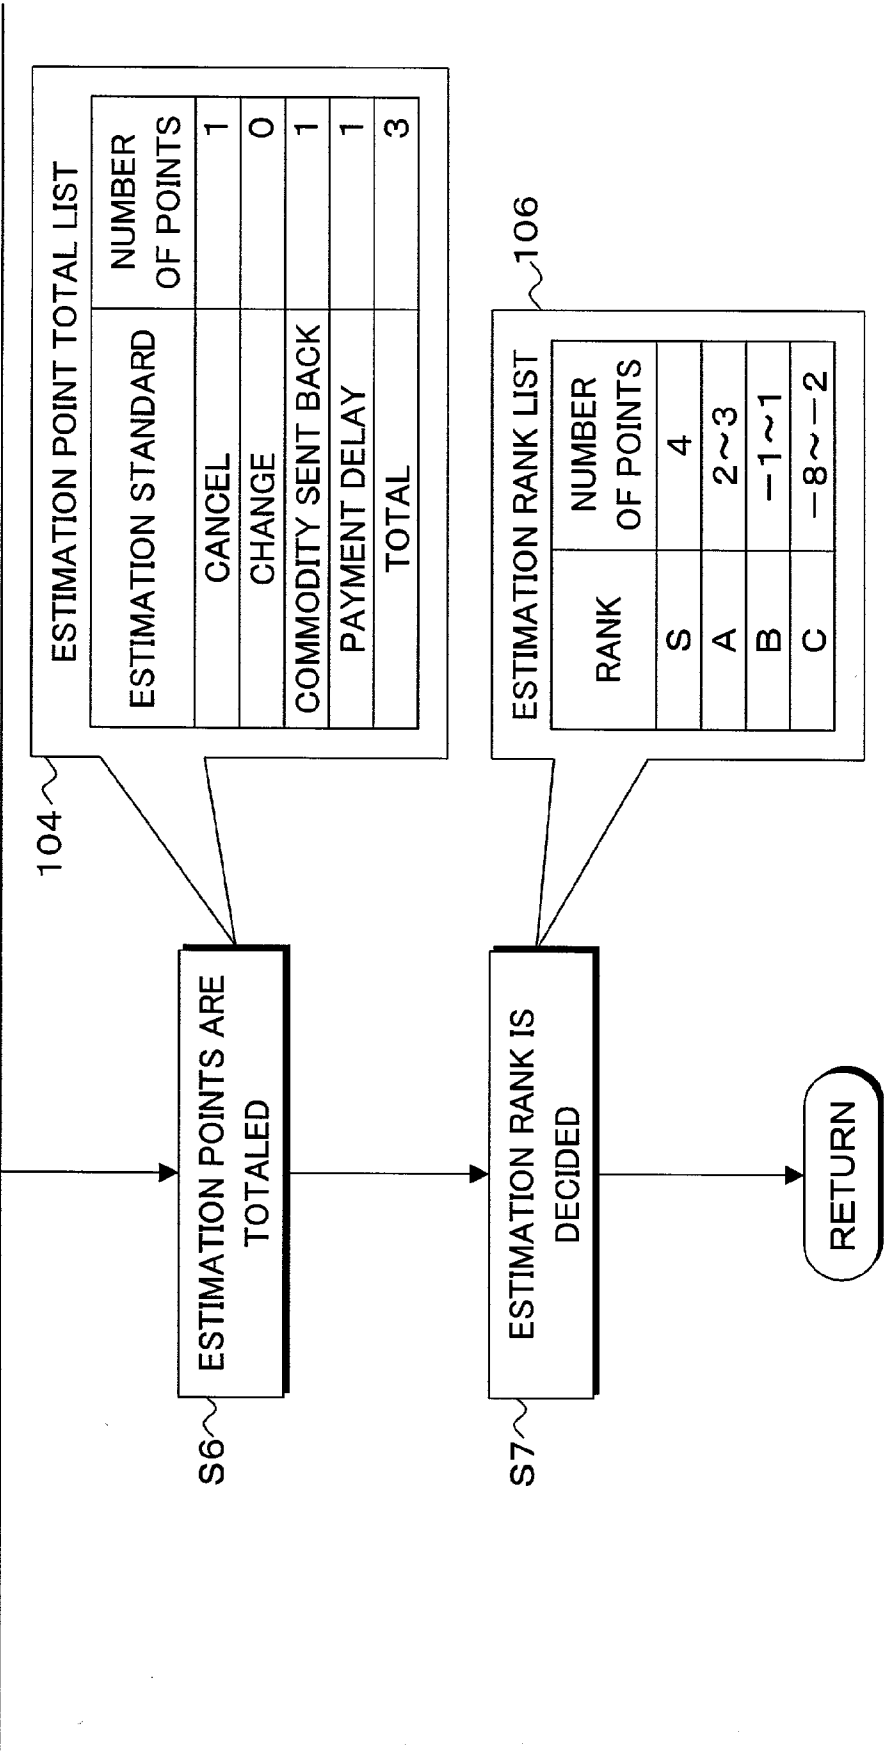 104
ESTIMATION POINT TOTAL LIST
ESTIMATION STANDARD
NUMBER
OF POINTS
CANCEL 1
CHANGE 0
COMMODITY SENT BACK 1
PAYMENT DELAY 1
TOTAL 3
S6
ESTIMATION POINTS ARE
TOTALED
106
ESTIMATION RANK LIST
RANK
NUMBER
OF POINTS
S 4
A 2~3
B −1~1
C −8~−2
S7
ESTIMATION RANK IS
DECIDED
RETURN